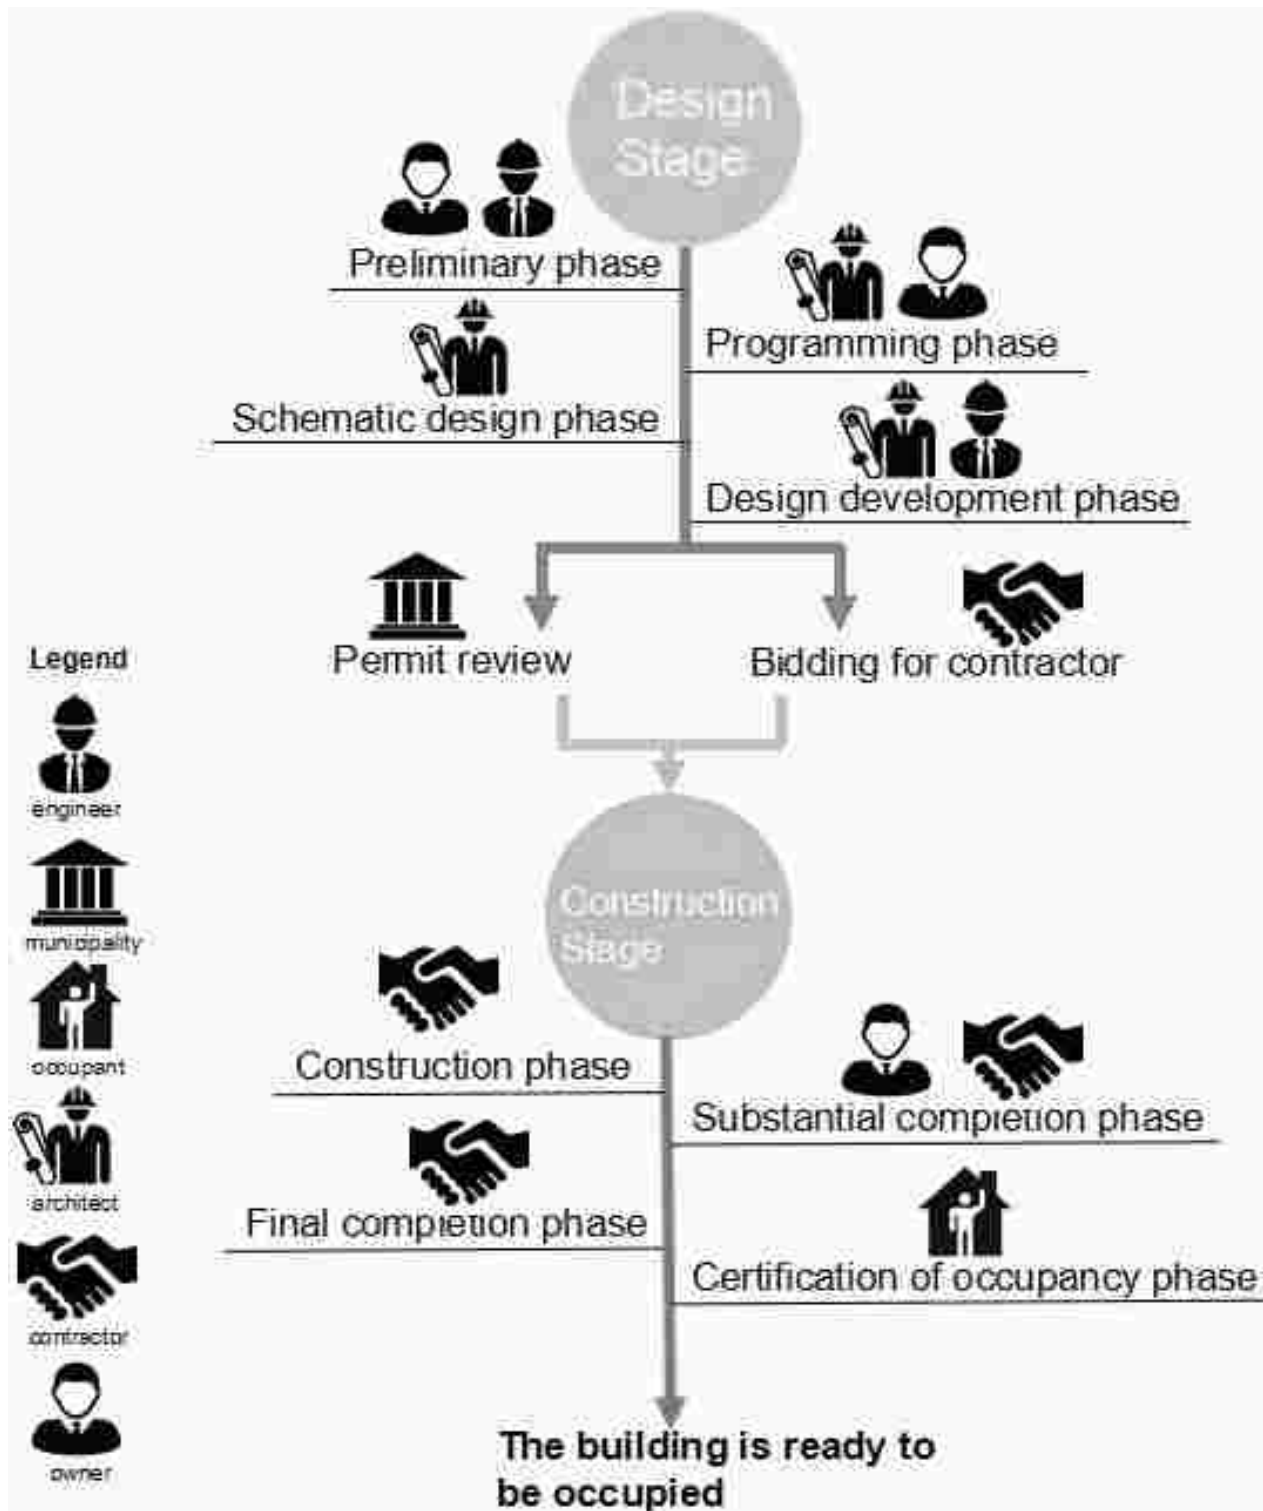 Design
Stage
Preliminary phase
Programming phase
Schematic design phase
Design development phase
Permit review
Bidding for contractor
Legend
engineer
municipality
occupant
architect
contractor
owner
Construction
Stage
Construction phase
Substantial completion phase
Final completion phase
Certification of occupancy phase
The building is ready to
be occupied